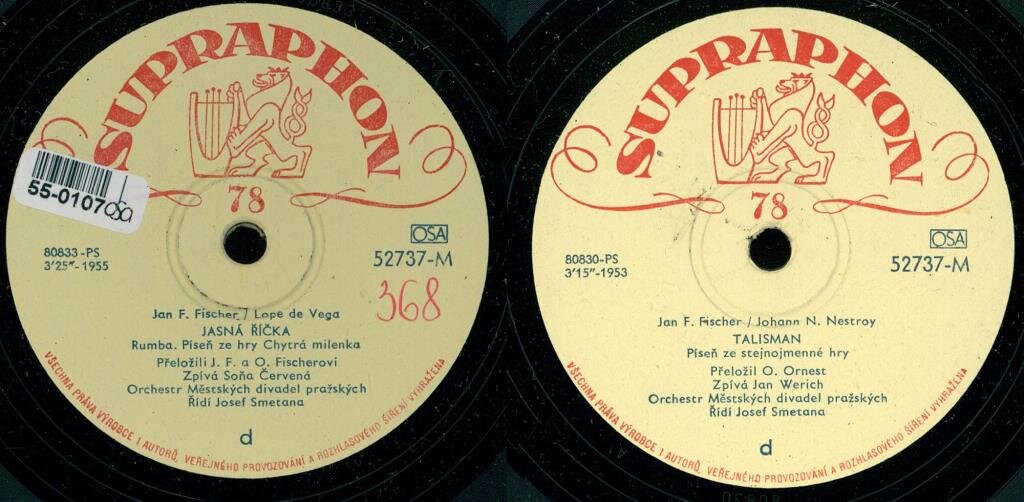 SUPRAPHON
78
55-0107
OSA
80833-PS
3'25"-1955
OSA
52737-M
368
Jan F. Fischer / Lope de Vega
JASNÁ ŘÍČKA
Rumba. Píseň ze hry Chytrá milenka
Přeložili J. F. a O. Fischerovi
Zpívá Soňa Červená
Orchestr Městských divadel pražských
Řídí Josef Smetana
d
VŠECHNA PRÁVA VÝROBCE I AUTORŮ, VEŘEJNÉHO PROVOZOVÁNÍ A ROZHLASOVÉHO ŠÍŘENÍ VYHRAŽENA
SUPRAPHON
78
80830-PS
3'15"-1953
OSA
52737-M
Jan F. Fischer / Johann N. Nestroy
TALISMAN
Píseň ze stejnojmenné hry
Přeložil O. Ornest
Zpívá Jan Werich
Orchestr Městských divadel pražských
Řídí Josef Smetana
d
VŠECHNA PRÁVA VÝROBCE I AUTORŮ, VEŘEJNÉHO PROVOZOVÁNÍ A ROZHLASOVÉHO ŠÍŘENÍ VYHRAŽENA